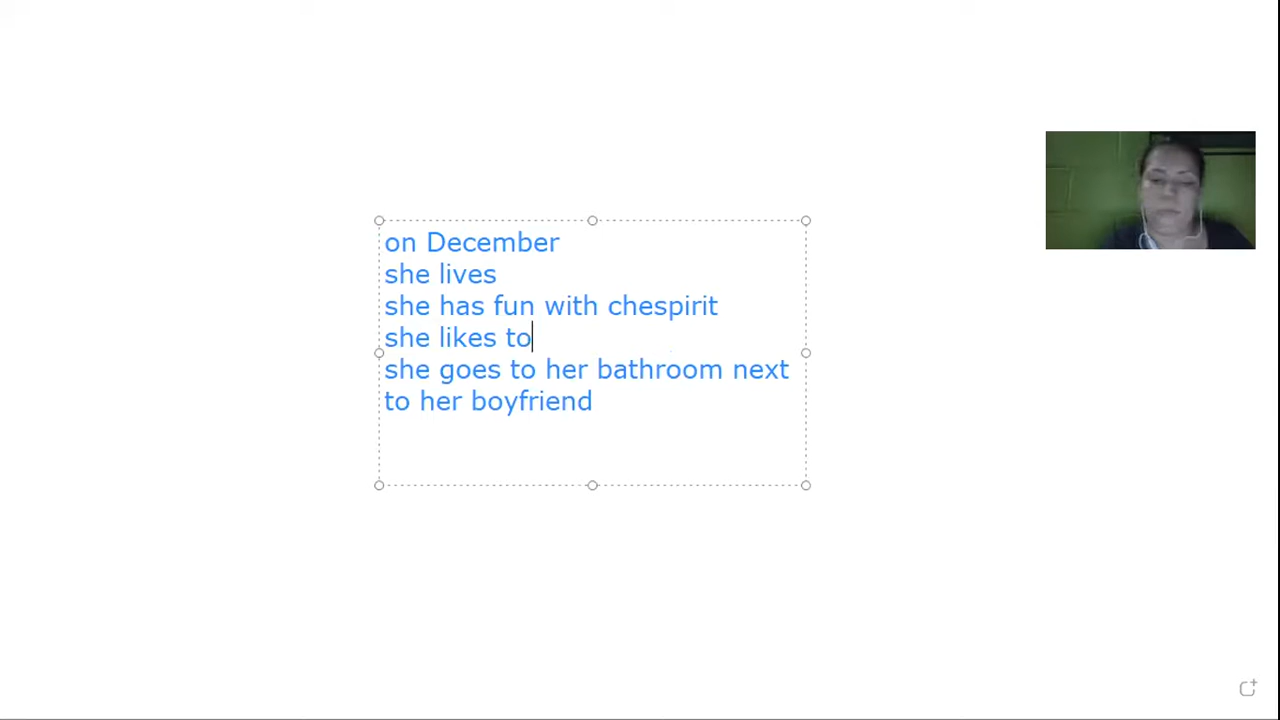 on December
she lives
she has fun with chespirit
she likes to
she goes to her bathroom next
to her boyfriend